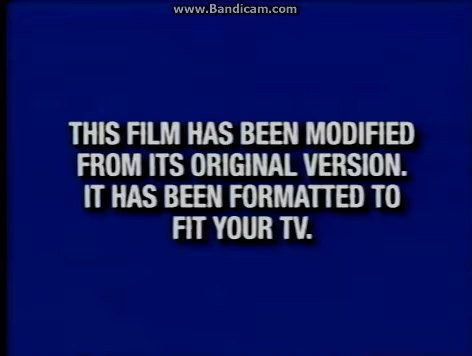 www.Bandicam.com
THIS FILM HAS BEEN MODIFIED
FROM ITS ORIGINAL VERSION.
IT HAS BEEN FORMATTED TO
FIT YOUR TV.